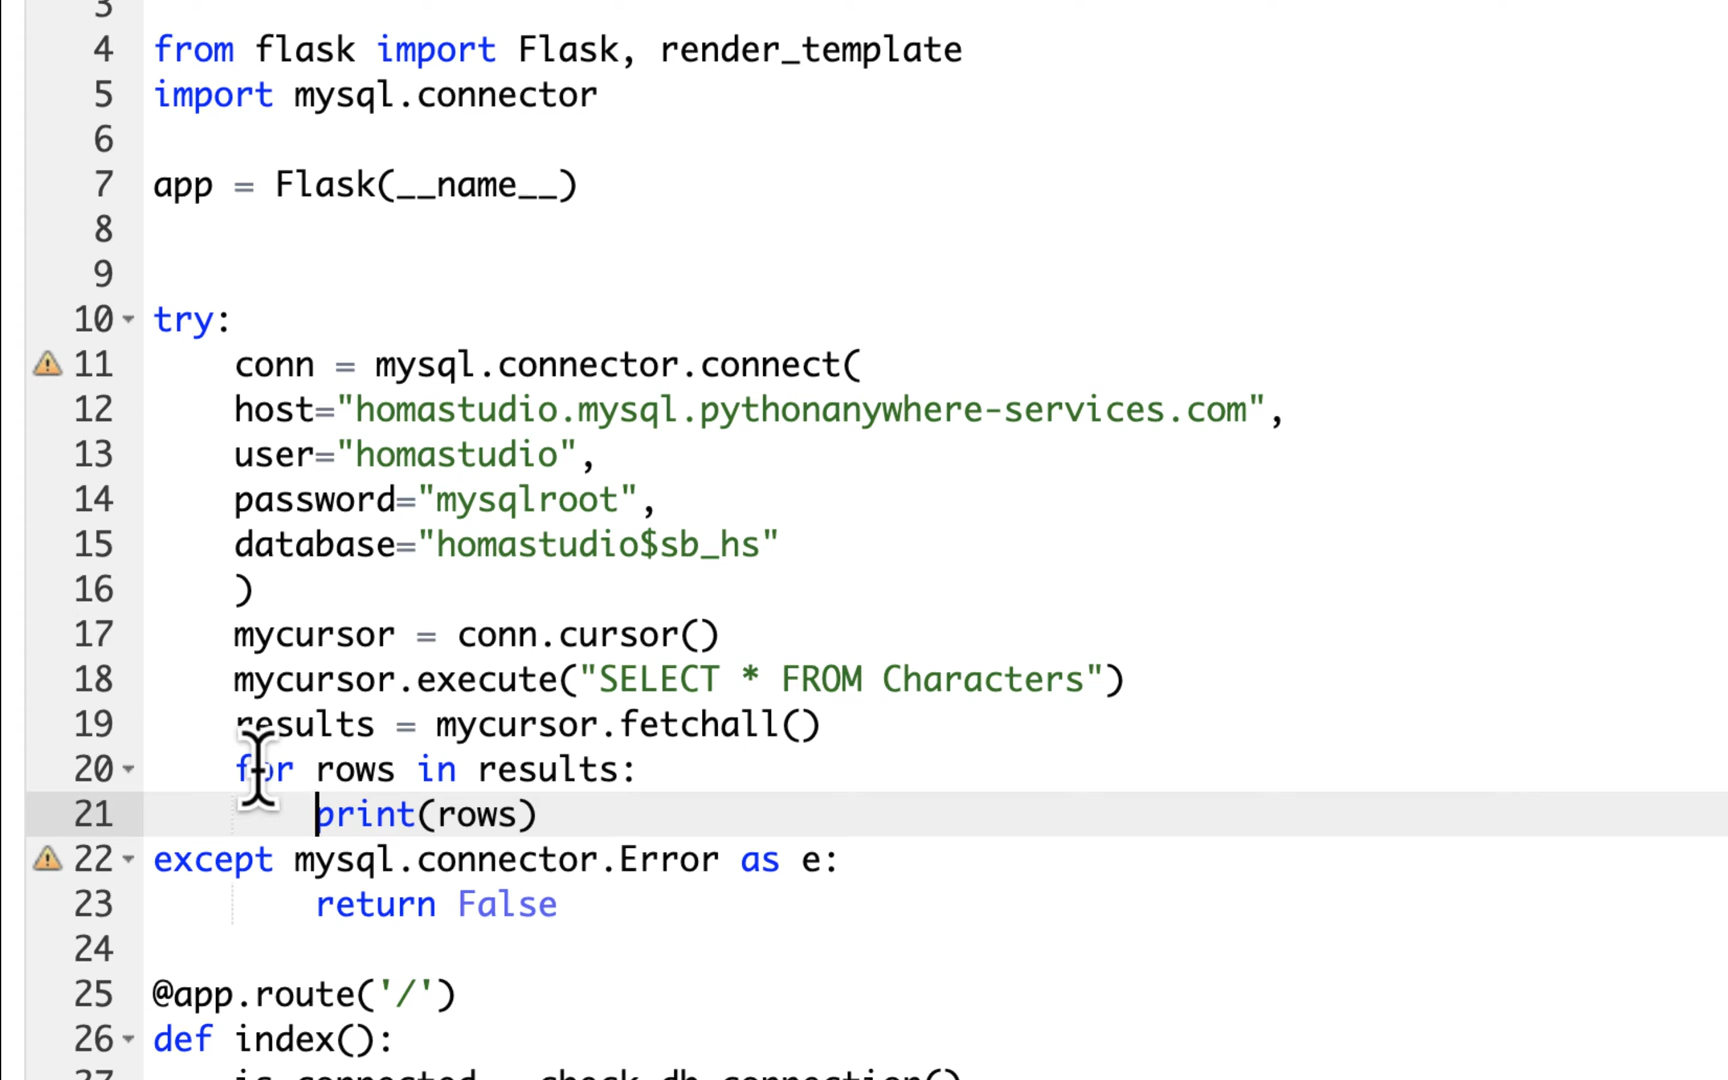 3
4 from flask import Flask, render_template
5 import mysql.connector
6
7 app = Flask(__name__)
8
9
10 try:
11 conn = mysql.connector.connect(
12 host="homastudio.mysql.pythonanywhere-services.com",
13 user="homastudio",
14 password="mysqlroot",
15 database="homastudio$sb_hs"
16 )
17 mycursor = conn.cursor()
18 mycursor.execute("SELECT * FROM Characters")
19 results = mycursor.fetchall()
20 for rows in results:
21 print(rows)
22 except mysql.connector.Error as e:
23 return False
24
25 @app.route('/')
26 def index():
27 is_connected = check_db_connection()